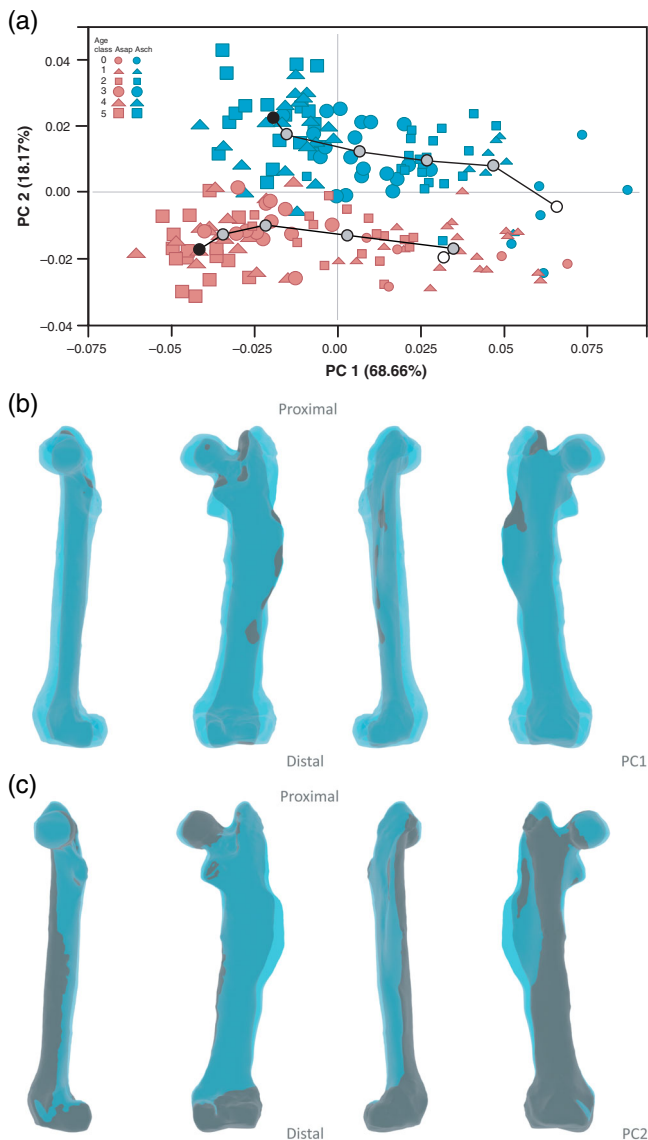 (a)
Age
class Asap Asch
0
1
2
3
4
5
0.04
0.02
0.00
−0.02
−0.04
PC 2 (18.17%)
−0.075
−0.05
−0.025
0.00
0.025
0.05
0.075
PC 1 (68.66%)
(b)
Proximal
Distal
PC1
(c)
Proximal
Distal
PC2